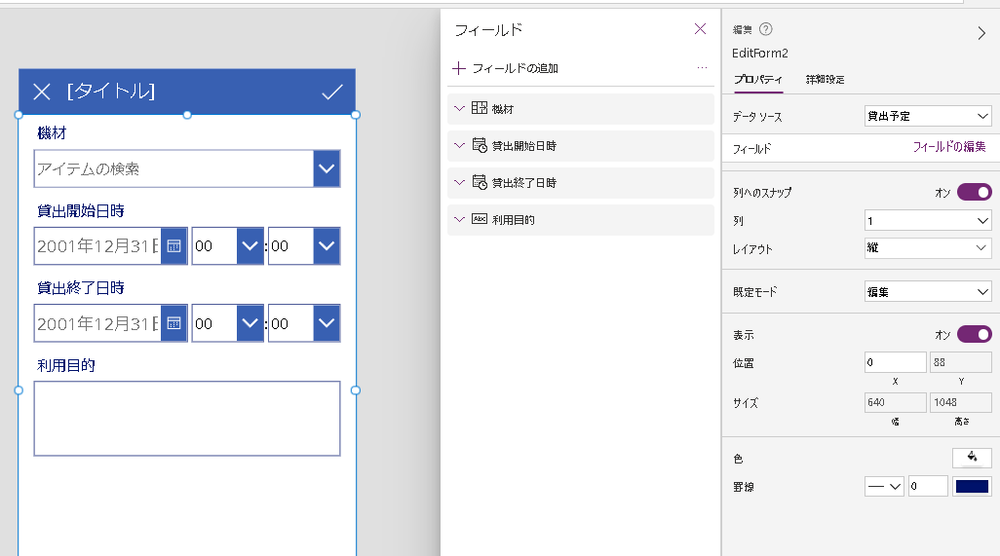 [タイトル]
機材
アイテムの検索
貸出開始日時
2001年12月31日
00
:00
貸出終了日時
2001年12月31日
00
:00
利用目的
フィールド
フィールドの追加
...
機材
貸出開始日時
貸出終了日時
Abc 利用目的
編集 ?
EditForm2
プロパティ 詳細設定
データ ソース 貸出予定
フィールド フィールドの編集
列へのスナップ オン
列 1
レイアウト 縦
既定モード 編集
表示 オン
位置 0 88
X Y
サイズ 640 1048
幅 高さ
色
罫線 0